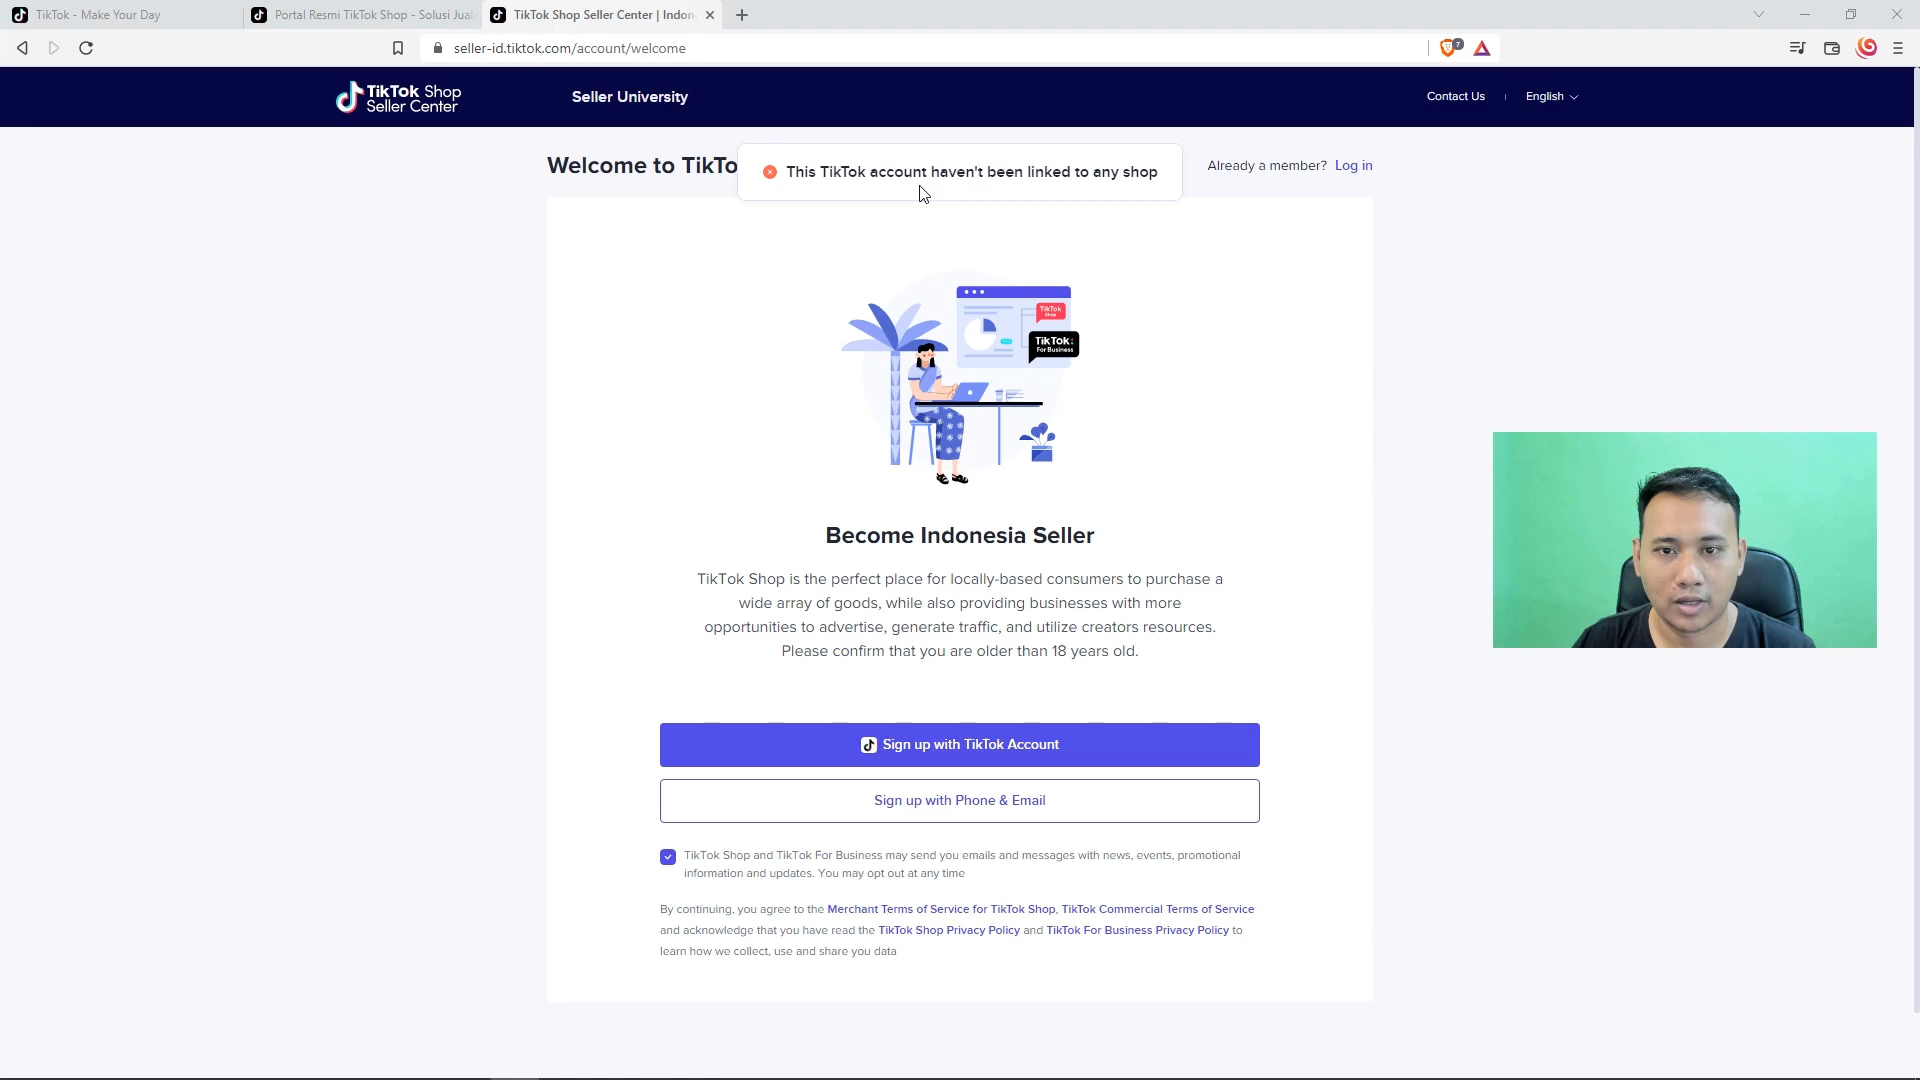 TikTok - Make Your Day
Portal Resmi TikTok Shop - Solusi Jual
TikTok Shop Seller Center | Indon
seller-id.tiktok.com/account/welcome
7
TikTok Shop
Seller Center
Seller University
Contact Us
English
Welcome to TikTo
This TikTok account haven't been linked to any shop
Already a member? Log in
TikTok
Shop
TikTok:
For Business
Become Indonesia Seller
TikTok Shop is the perfect place for locally-based consumers to purchase a
wide array of goods, while also providing businesses with more
opportunities to advertise, generate traffic, and utilize creators resources.
Please confirm that you are older than 18 years old.
Sign up with TikTok Account
Sign up with Phone & Email
TikTok Shop and TikTok For Business may send you emails and messages with news, events, promotional
information and updates. You may opt out at any time
By continuing, you agree to the Merchant Terms of Service for TikTok Shop, TikTok Commercial Terms of Service
and acknowledge that you have read the TikTok Shop Privacy Policy and TikTok For Business Privacy Policy to
learn how we collect, use and share you data